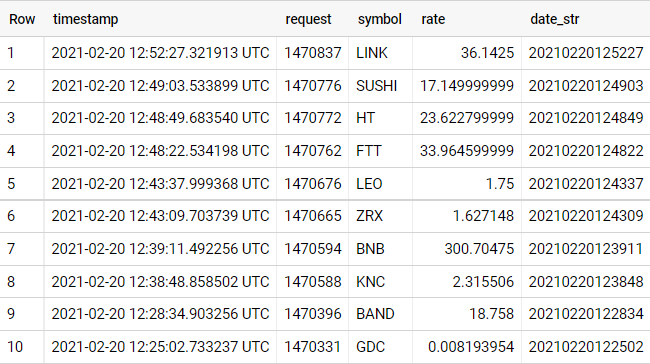 Row timestamp request symbol rate date_str
1 2021-02-20 12:52:27.321913 UTC 1470837 LINK 36.1425 20210220125227
2 2021-02-20 12:49:03.533899 UTC 1470776 SUSHI 17.149999999 20210220124903
3 2021-02-20 12:48:49.683540 UTC 1470772 HT 23.622799999 20210220124849
4 2021-02-20 12:48:22.534198 UTC 1470762 FTT 33.964599999 20210220124822
5 2021-02-20 12:43:37.999368 UTC 1470676 LEO 1.75 20210220124337
6 2021-02-20 12:43:09.703739 UTC 1470665 ZRX 1.627148 20210220124309
7 2021-02-20 12:39:11.492256 UTC 1470594 BNB 300.70475 20210220123911
8 2021-02-20 12:38:48.858502 UTC 1470588 KNC 2.315506 20210220123848
9 2021-02-20 12:28:34.903256 UTC 1470396 BAND 18.758 20210220122834
10 2021-02-20 12:25:02.733237 UTC 1470331 GDC 0.008193954 20210220122502